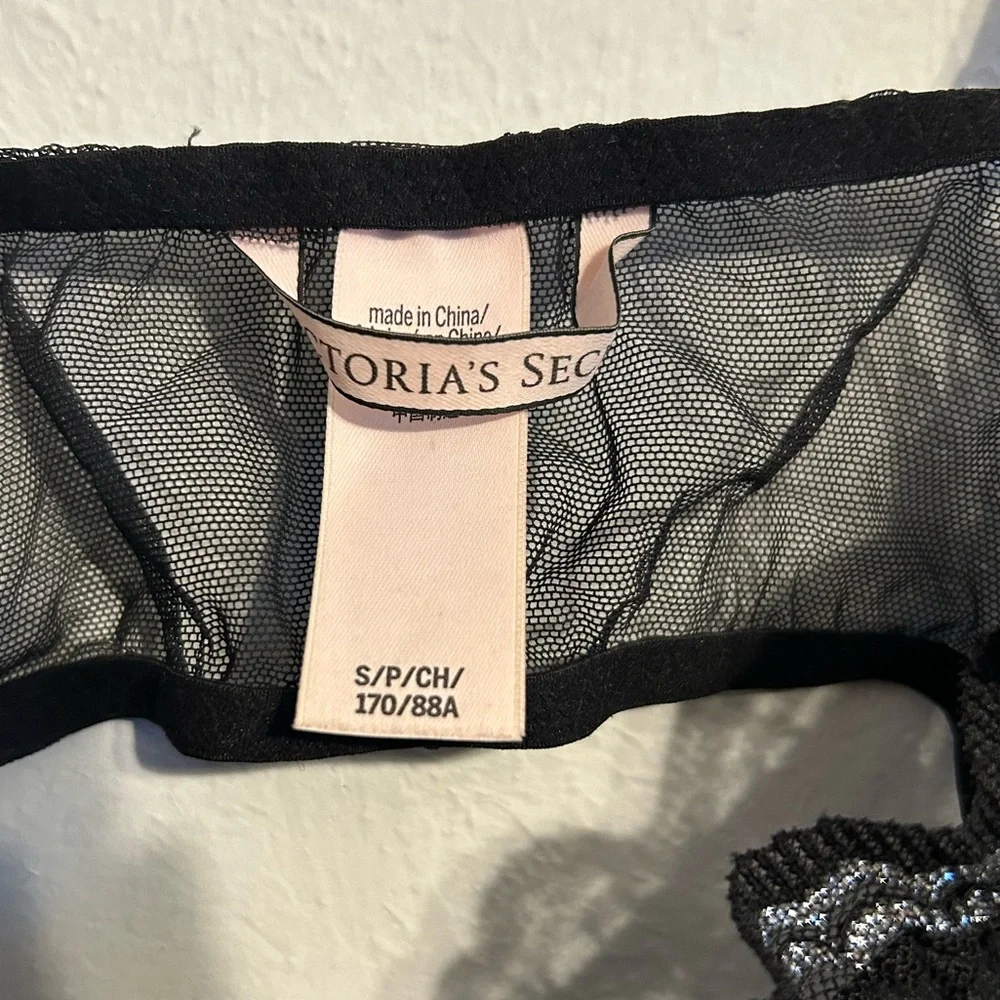 made in China/
TORIA'S SEC
S/P/CH/
170/88A